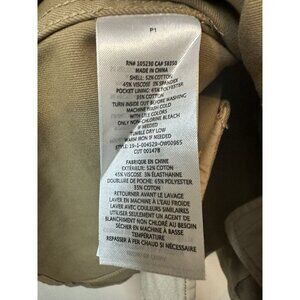 P1
RN# 105230 CA# 58350
MADE IN CHINA
SHELL: 52% COTTON
45% VISCOSE 3% SPANDEX
POCKET LINING: 65% POLYESTER
35% COTTON
TURN INSIDE OUT BEFORE WASHING
MACHINE WASH COLD
WITH LIKE COLORS
ONLY NON-CHLORINE BLEACH
IF NEEDED
TUMBLE DRY LOW
WARM IRON IF NEEDED
STYLE: 19-1-004529-OW00965
CUT 001478
FABRIQUÉ EN CHINE
EXTÉRIEUR: 52% COTON
45% VISCOSE 3% ÉLASTHANNE
DOUBLURE DE POCHE: 65% POLYESTER
35% COTON
RETOURNER AVANT LE LAVAGE
LAVER EN MACHINE À L'EAU FROIDE
LAVER AVEC COULEURS SIMILAIRES
UTILISER SEULEMENT UN AGENT DE
BLANCHIMENT NON CHLORÉ AU BESOIN
SÉCHER EN MACHINE À BASSE
TEMPÉRATURE
REPASSER À FER CHAUD SI NÉCESSAIRE